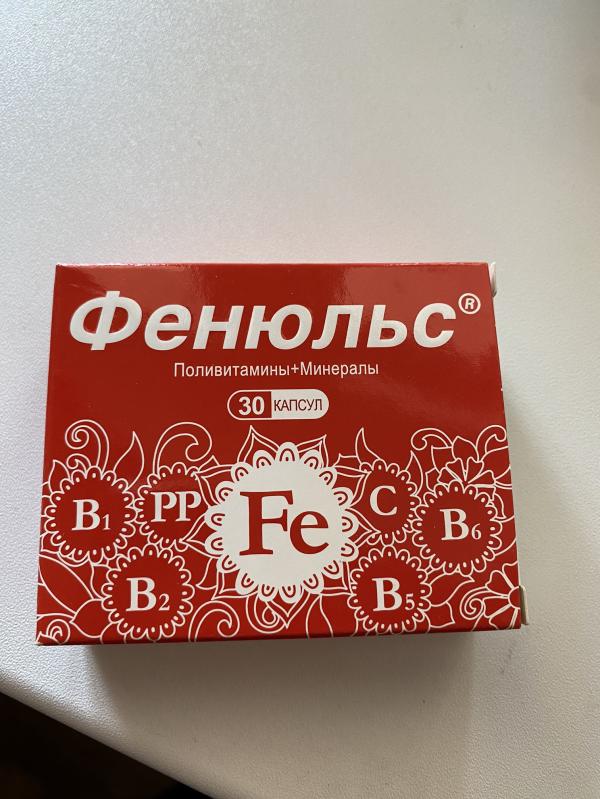 Фенюльс®
Поливитамины+Минералы
30 КАПСУЛ
B1 PP Fe C B6
B2 B5